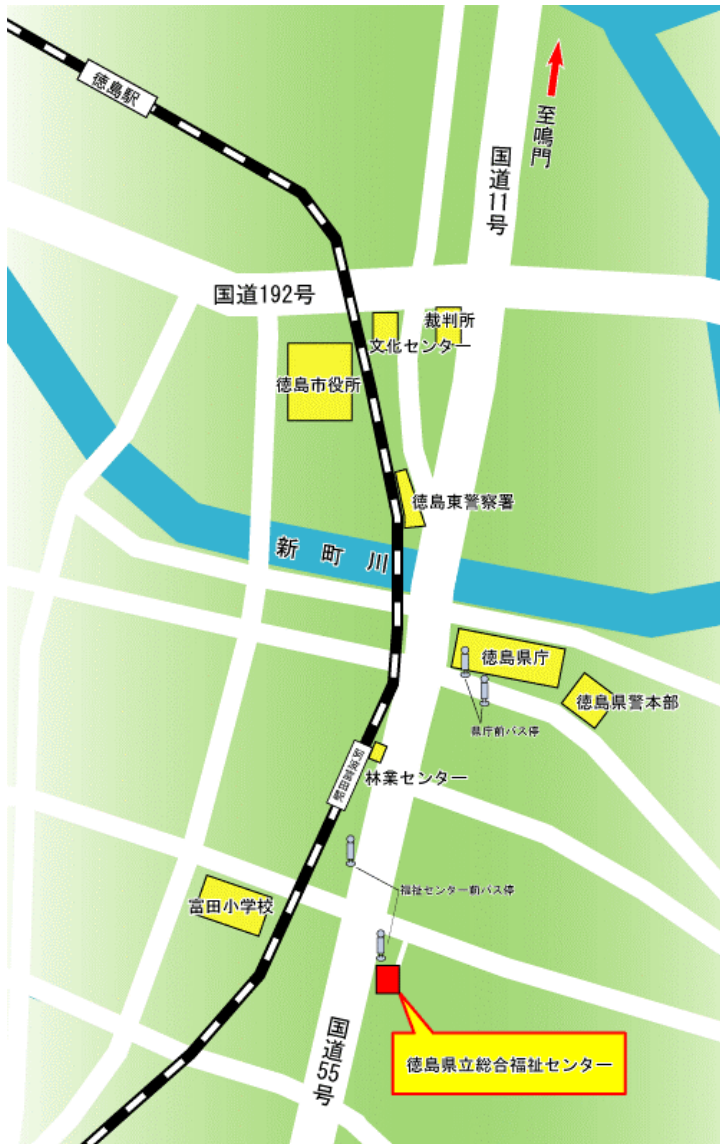 徳島駅
至鳴門
国道11号
国道192号
裁判所
文化センター
徳島市役所
徳島東警察署
新町川
徳島県庁
徳島県警本部
県庁前バス停
阿波富田駅
林業センター
福祉センター前バス停
富田小学校
国道55号
徳島県立総合福祉センター